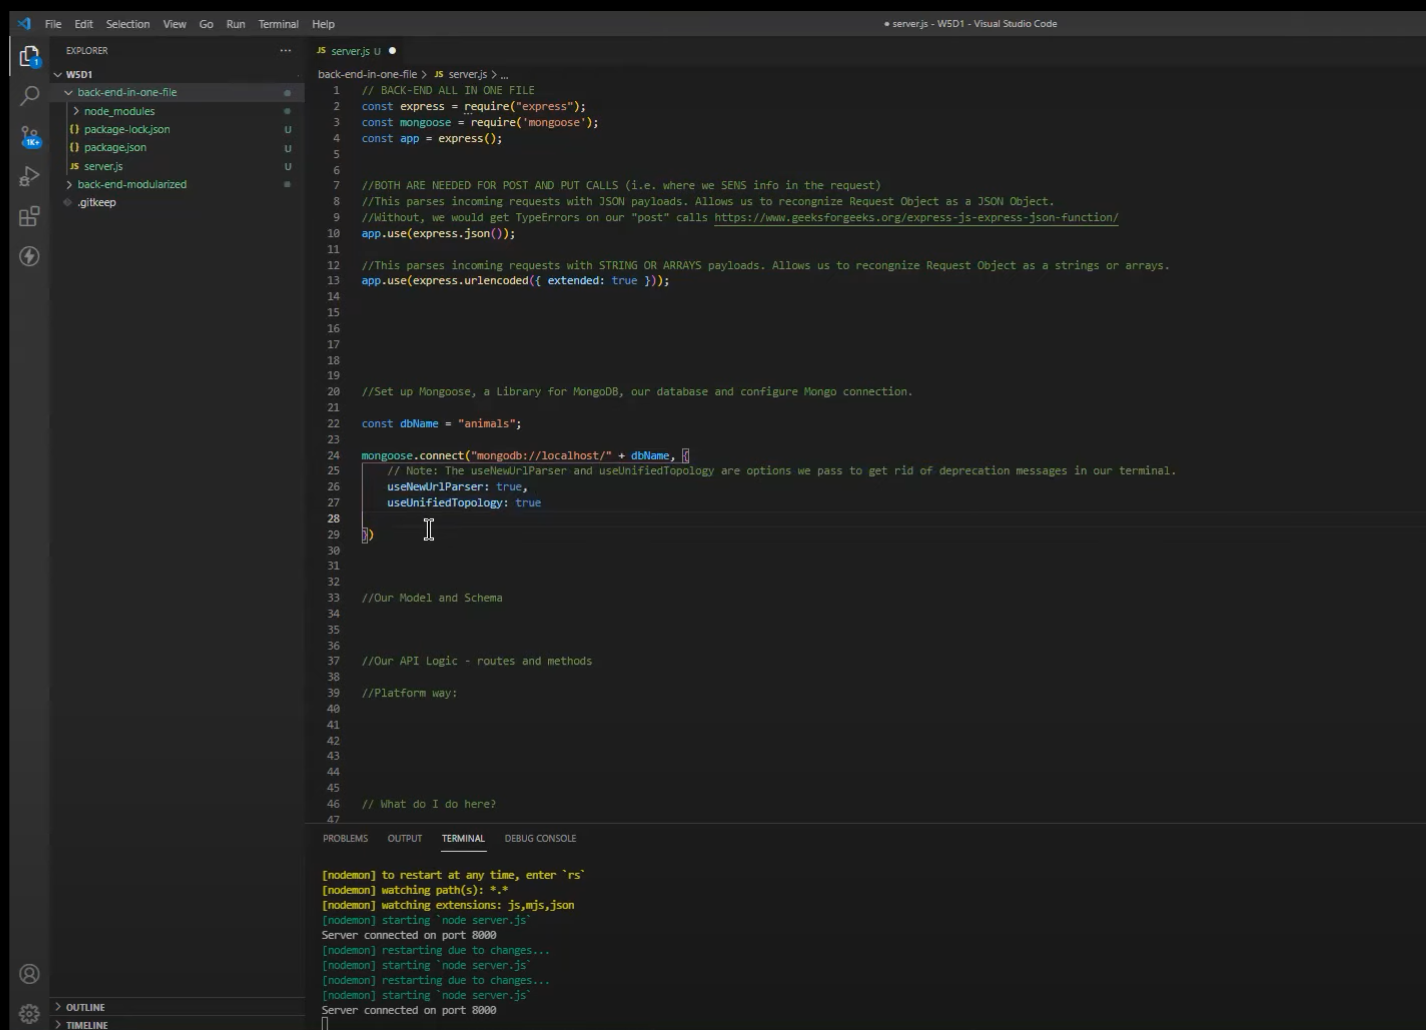 File Edit Selection View Go Run Terminal Help
● server.js - W5D1 - Visual Studio Code
EXPLORER ···
1
1K+
W5D1
back-end-in-one-file
node_modules
{} package-lock.json U
{} package.json U
JS server.js U
back-end-modularized
.gitkeep
OUTLINE
TIMELINE
JS server.js U ●
back-end-in-one-file > JS server.js > ...
1 // BACK-END ALL IN ONE FILE
2 const express = require("express");
3 const mongoose = require('mongoose');
4 const app = express();
5
6
7 //BOTH ARE NEEDED FOR POST AND PUT CALLS (i.e. where we SENS info in the request)
8 //This parses incoming requests with JSON payloads. Allows us to recongnize Request Object as a JSON Object.
9 //Without, we would get TypeErrors on our "post" calls https://www.geeksforgeeks.org/express-js-express-json-function/
10 app.use(express.json());
11
12 //This parses incoming requests with STRING OR ARRAYS payloads. Allows us to recongnize Request Object as a strings or arrays.
13 app.use(express.urlencoded({ extended: true }));
14
15
16
17
18
19
20 //Set up Mongoose, a Library for MongoDB, our database and configure Mongo connection.
21
22 const dbName = "animals";
23
24 mongoose.connect("mongodb://localhost/" + dbName, {
25 // Note: The useNewUrlParser and useUnifiedTopology are options we pass to get rid of deprecation messages in our terminal.
26 useNewUrlParser: true,
27 useUnifiedTopology: true
28
29 })
30
31
32
33 //Our Model and Schema
34
35
36
37 //Our API Logic - routes and methods
38
39 //Platform way:
40
41
42
43
44
45
46 // What do I do here?
47
PROBLEMS OUTPUT TERMINAL DEBUG CONSOLE
[nodemon] to restart at any time, enter `rs`
[nodemon] watching path(s): *.*
[nodemon] watching extensions: js,mjs,json
[nodemon] starting `node server.js`
Server connected on port 8000
[nodemon] restarting due to changes...
[nodemon] starting `node server.js`
[nodemon] restarting due to changes...
[nodemon] starting `node server.js`
Server connected on port 8000